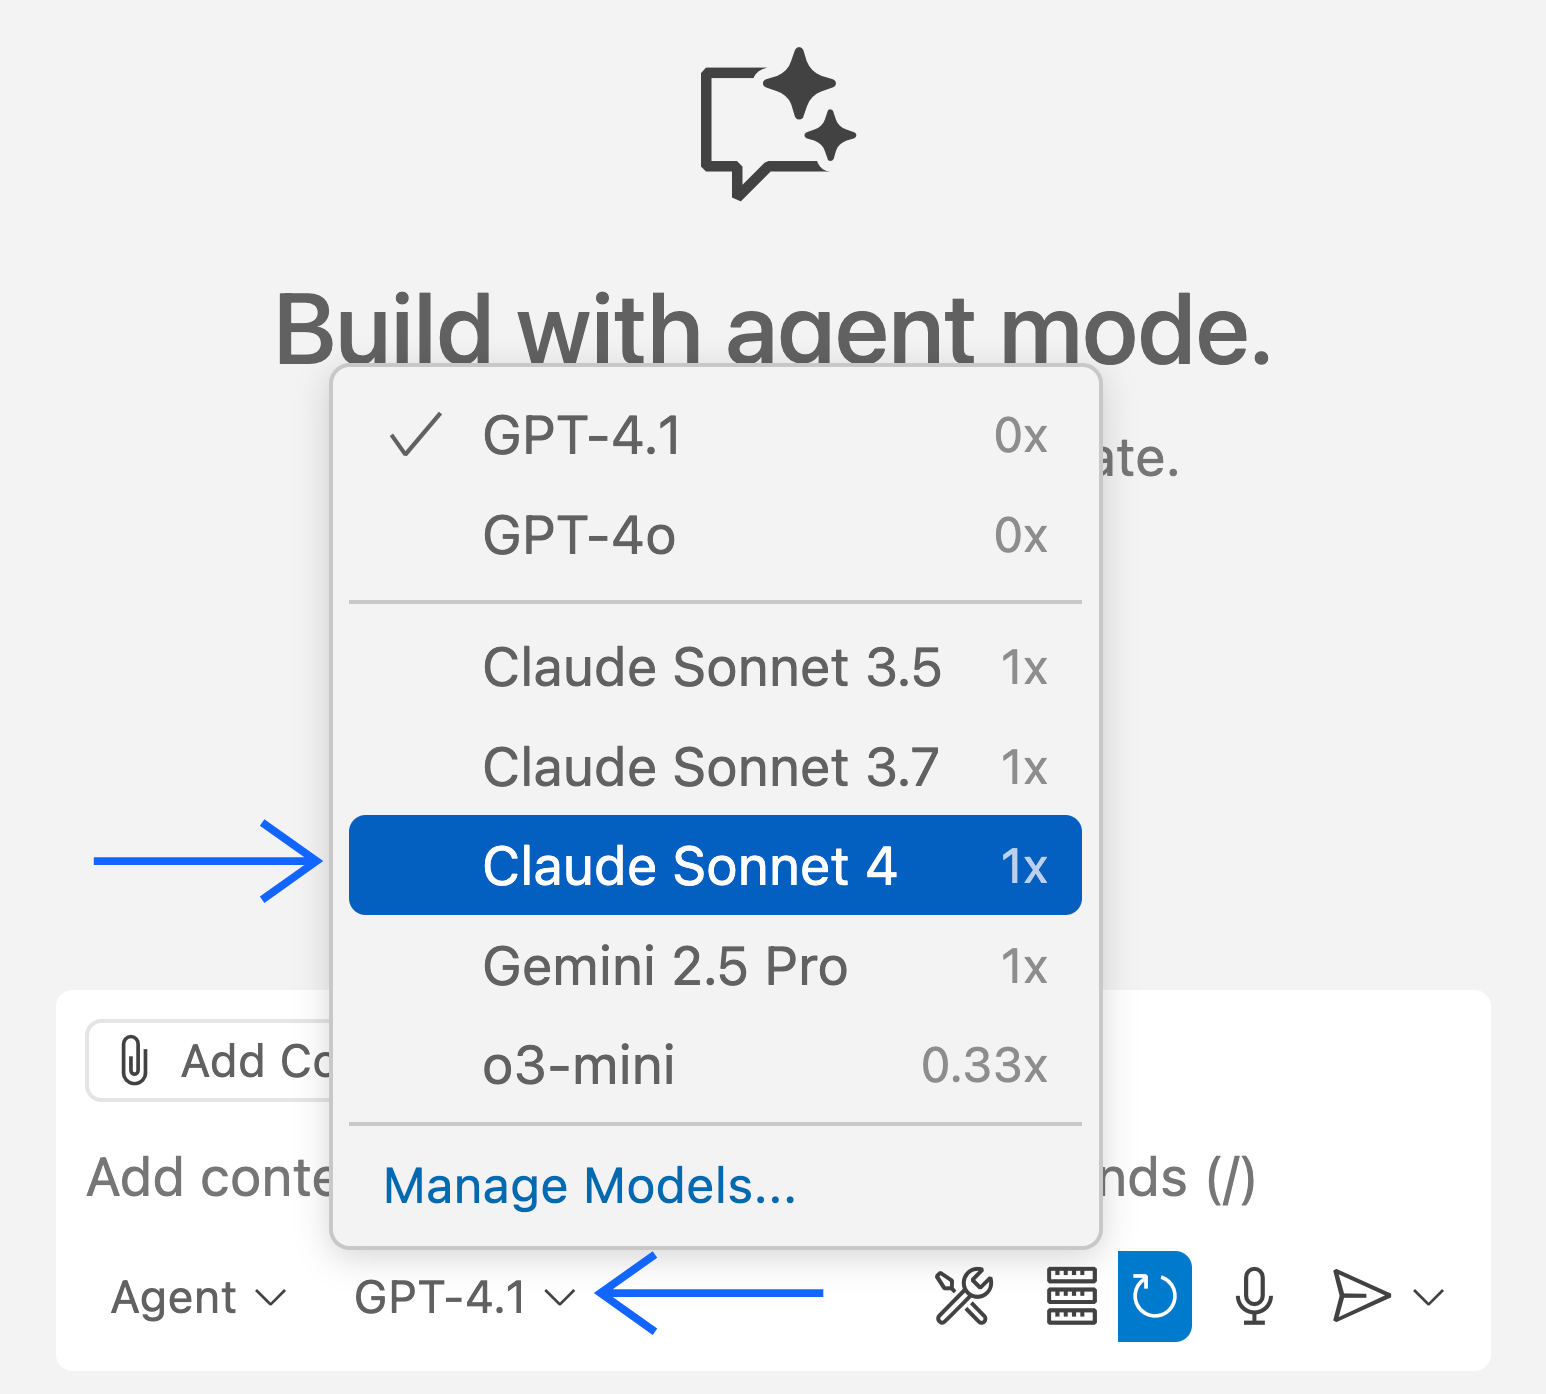 Build with agent mode.
ate.
✓ GPT-4.1 0x
GPT-4o 0x
Claude Sonnet 3.5 1x
Claude Sonnet 3.7 1x
Claude Sonnet 4 1x
Gemini 2.5 Pro 1x
o3-mini 0.33x
Manage Models...
Add Co
Add conte nds (/)
Agent GPT-4.1